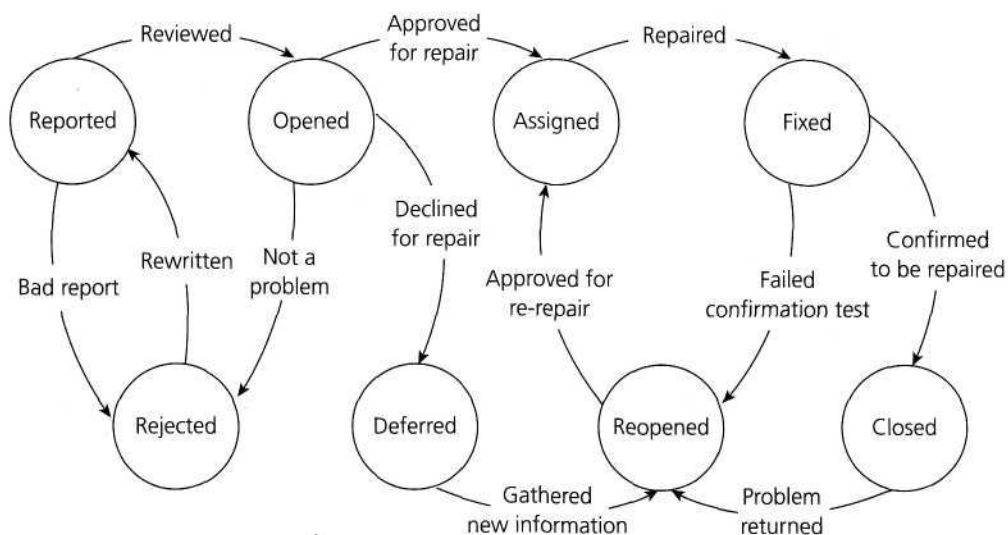 Reviewed
Approved
for repair
Repaired
Reported
Opened
Assigned
Fixed
Declined
for repair
Confirmed
to be repaired
Bad report
Rewritten
Not a
problem
Approved for
re-repair
Failed
confirmation test
Rejected
Deferred
Reopened
Closed
Gathered
new information
Problem
returned